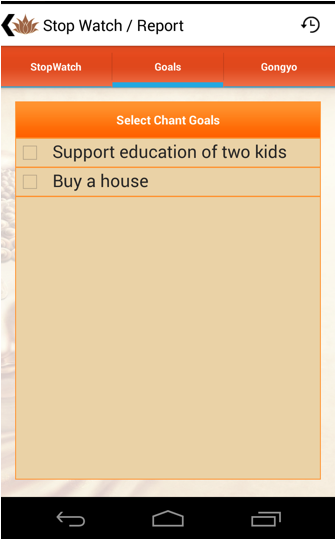 Stop Watch / Report
StopWatch
Goals
Gongyo
Select Chant Goals
Support education of two kids
Buy a house